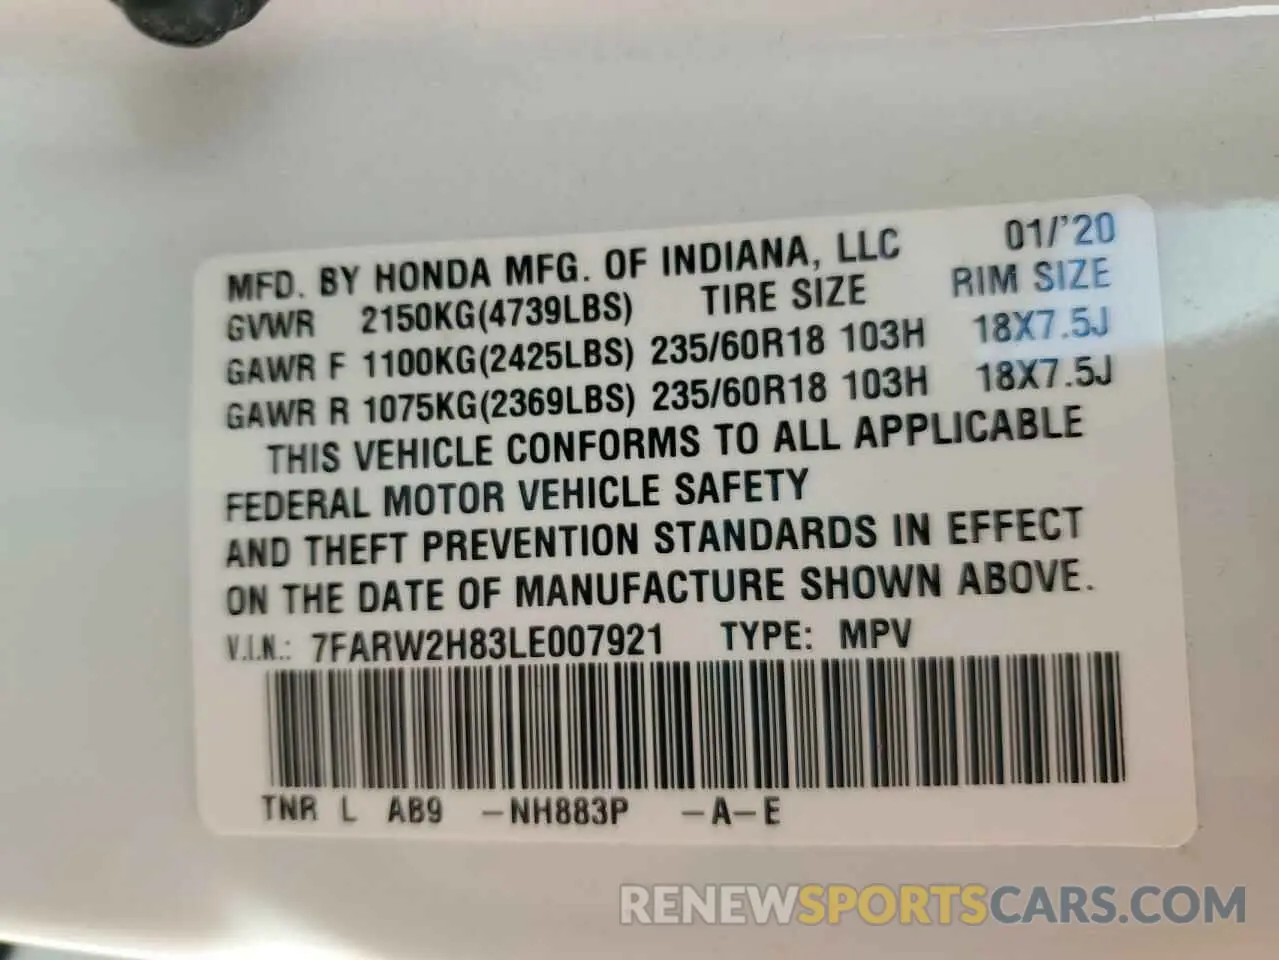 MFD. BY HONDA MFG. OF INDIANA, LLC 01/'20
GVWR 2150KG(4739LBS) TIRE SIZE RIM SIZE
GAWR F 1100KG(2425LBS) 235/60R18 103H 18X7.5J
GAWR R 1075KG(2369LBS) 235/60R18 103H 18X7.5J
THIS VEHICLE CONFORMS TO ALL APPLICABLE
FEDERAL MOTOR VEHICLE SAFETY
AND THEFT PREVENTION STANDARDS IN EFFECT
ON THE DATE OF MANUFACTURE SHOWN ABOVE.
V.I.N.: 7FARW2H83LE007921 TYPE: MPV
TNR L AB9 -NH883P -A-E
RENEWSPORTSCARS.COM